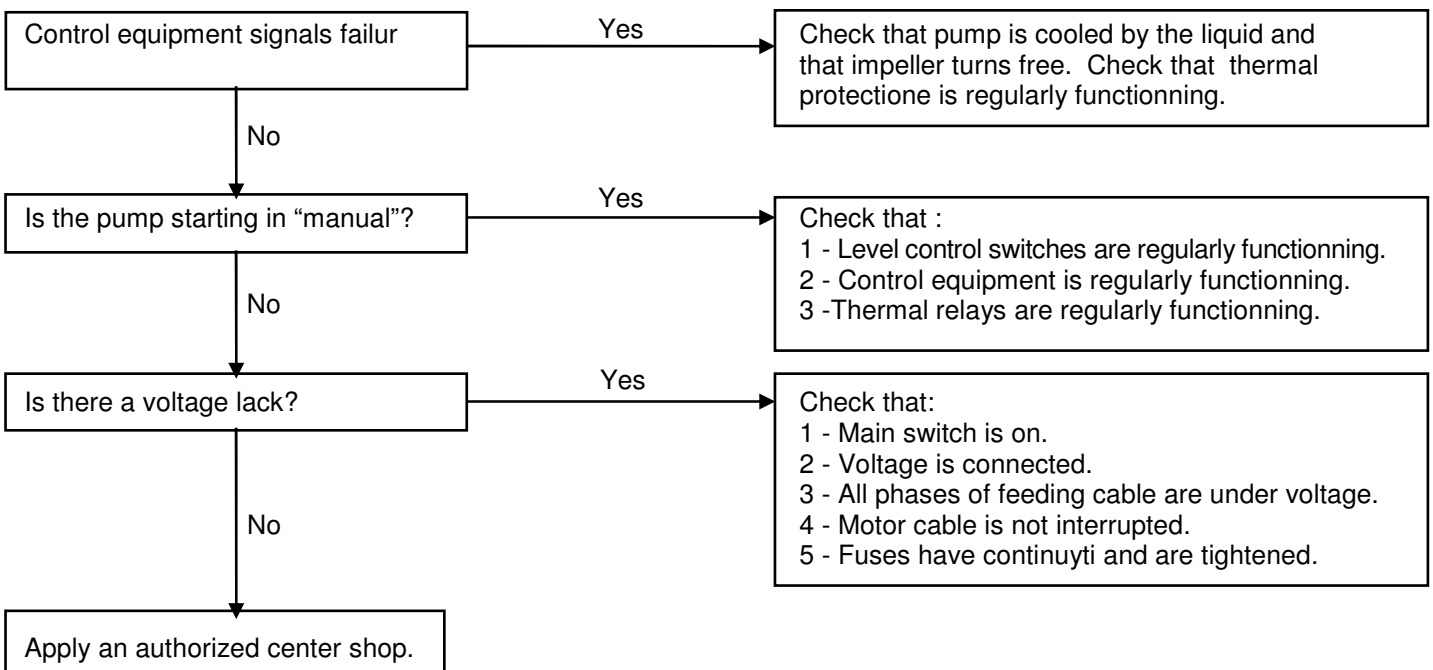 Control equipment signals failur
Yes
Check that pump is cooled by the liquid and
that impeller turns free. Check that thermal
protectione is regularly functionning.
No
Is the pump starting in “manual”?
Yes
Check that :
1 - Level control switches are regularly functionning.
2 - Control equipment is regularly functionning.
3 -Thermal relays are regularly functionning.
No
Is there a voltage lack?
Yes
Check that:
1 - Main switch is on.
2 - Voltage is connected.
3 - All phases of feeding cable are under voltage.
4 - Motor cable is not interrupted.
5 - Fuses have continuyti and are tightened.
No
Apply an authorized center shop.